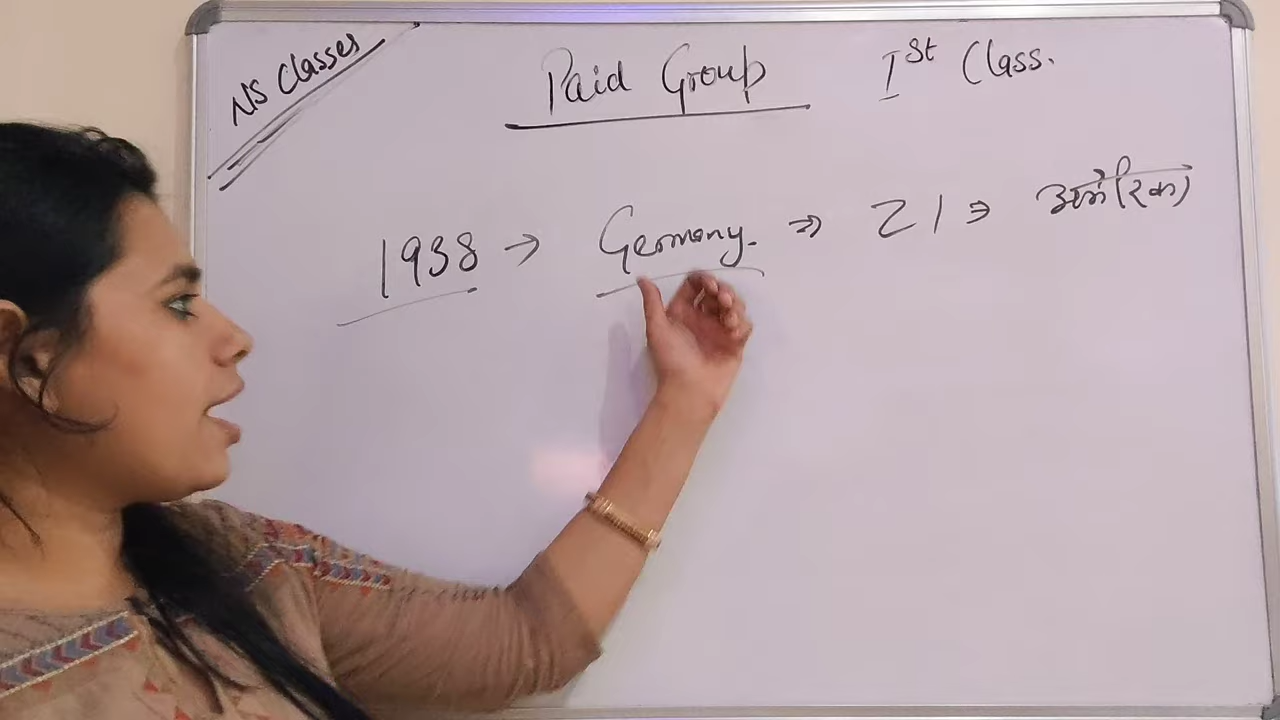 NS Classes
Paid Group Ist Class.
1938 → Germany. ⇒ Z1 ⇒ अमेरिका